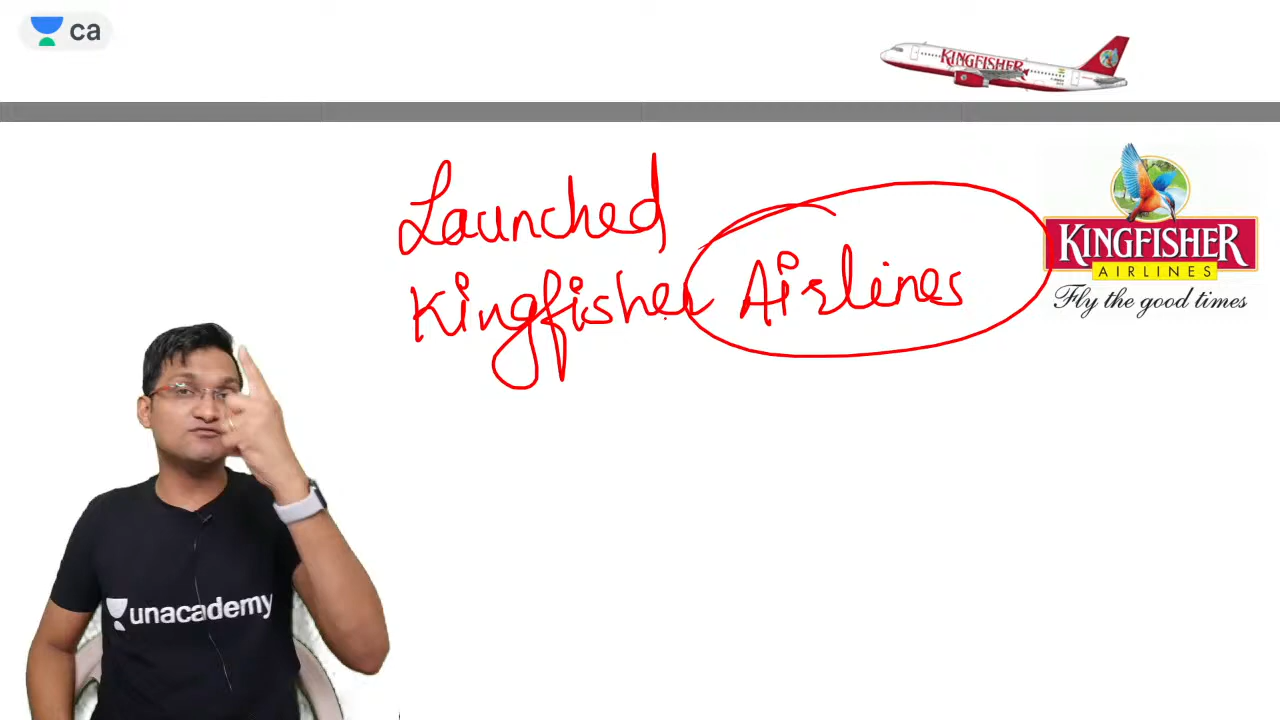 ca
KINGFISHER
Launched
Kingfisher Airlines
KINGFISHER
AIRLINES
Fly the good times
unacademy